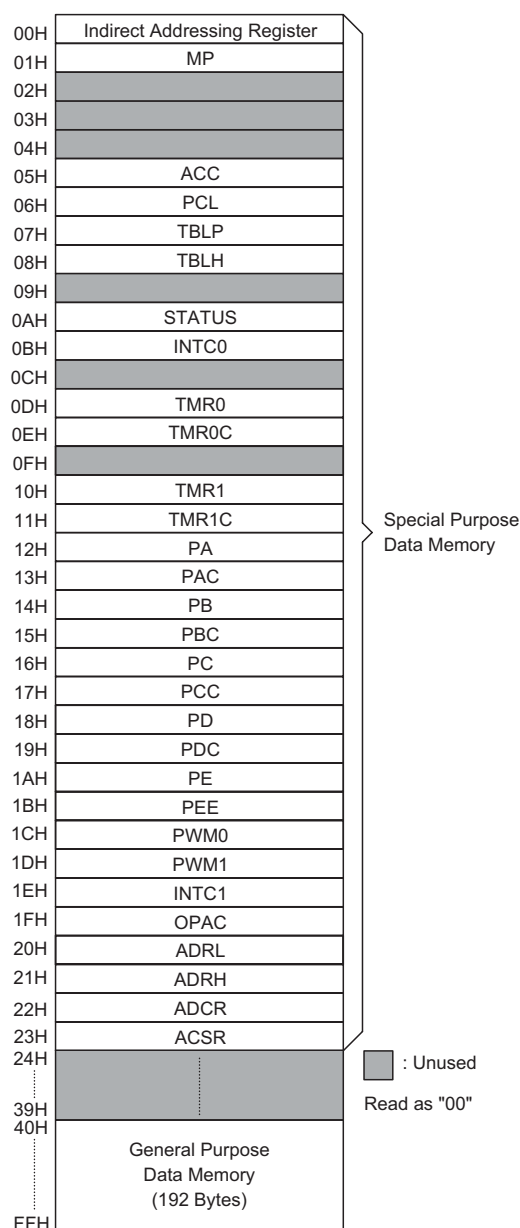 00H Indirect Addressing Register
01H MP
02H
03H
04H
05H ACC
06H PCL
07H TBLP
08H TBLH
09H
0AH STATUS
0BH INTC0
0CH
0DH TMR0
0EH TMR0C
0FH
10H TMR1
11H TMR1C
12H PA
13H PAC
14H PB
15H PBC
16H PC
17H PCC
18H PD
19H PDC
1AH PE
1BH PEE
1CH PWM0
1DH PWM1
1EH INTC1
1FH OPAC
20H ADRL
21H ADRH
22H ADCR
23H ACSR
Special Purpose
Data Memory
24H
39H
: Unused
Read as "00"
40H
General Purpose
Data Memory
(192 Bytes)
FFH